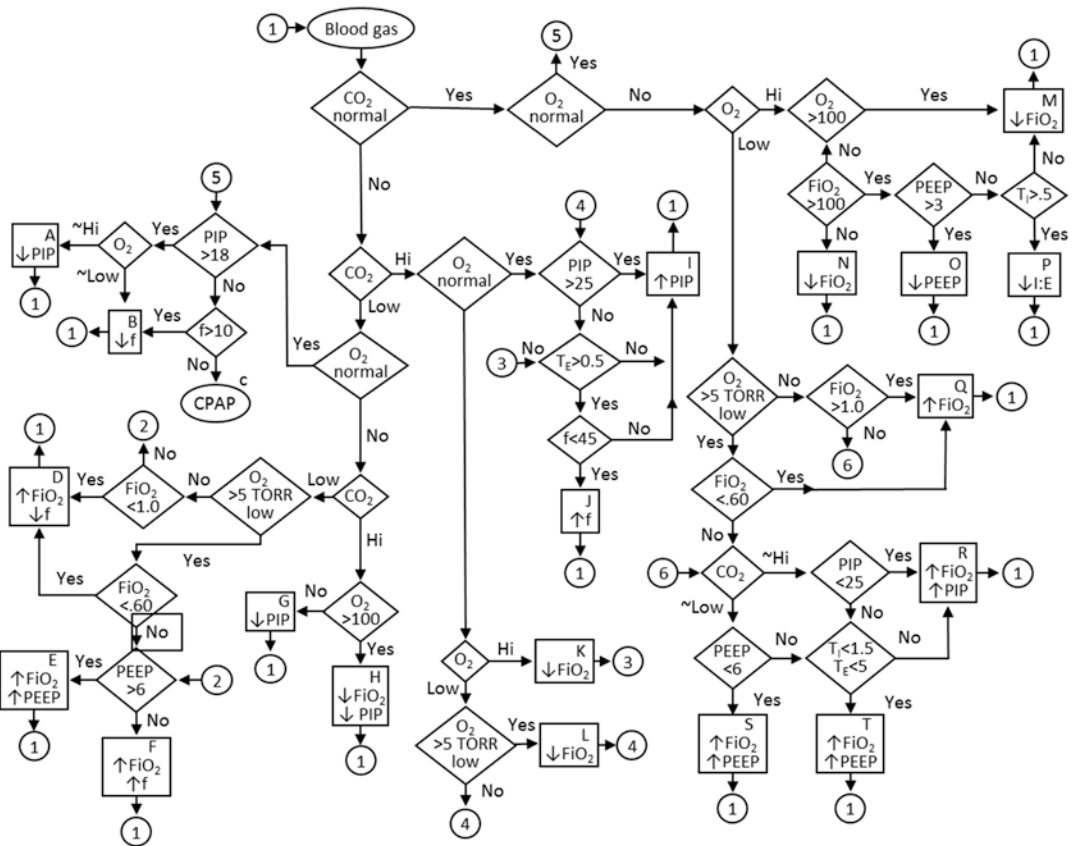 1
Blood gas
CO₂
normal
Yes
O₂
normal
Yes
5
No
O₂
Hi
O₂
>100
Yes
M
↓FiO₂
1
Low
No
FiO₂
>100
Yes
PEEP
>3
No
T_I>.5
No
No
N
↓FiO₂
1
Yes
O
↓PEEP
1
Yes
P
↓I:E
1
No
5
PIP
>18
Yes
O₂
~Hi
A
↓PIP
1
~Low
B
↓f
1
No
f>10
Yes
No
c
CPAP
CO₂
Hi
O₂
normal
Yes
4
PIP
>25
Yes
I
↑PIP
1
No
3
No
T_E>0.5
No
Yes
f<45
No
Yes
J
↑f
1
Low
O₂
normal
Yes
No
CO₂
Low
O₂
>5 TORR
low
No
FiO₂
<1.0
No
2
Yes
D
↑FiO₂
↓f
1
Yes
FiO₂
<.60
Yes
No
PEEP
>6
2
Yes
E
↑FiO₂
↑PEEP
1
No
F
↑FiO₂
↑f
1
Hi
O₂
>100
No
G
↓PIP
1
Yes
H
↓FiO₂
↓ PIP
1
O₂
Hi
K
↓FiO₂
3
Low
O₂
>5 TORR
low
Yes
L
↓FiO₂
4
No
4
O₂
>5 TORR
low
No
FiO₂
>1.0
Yes
Q
↑FiO₂
1
No
6
Yes
FiO₂
<.60
Yes
No
6
CO₂
~Hi
PIP
<25
Yes
R
↑FiO₂
↑PIP
1
~Low
PEEP
<6
No
No
T_I<1.5
T_E<5
No
Yes
S
↑FiO₂
↑PEEP
1
Yes
T
↑FiO₂
↑PEEP
1